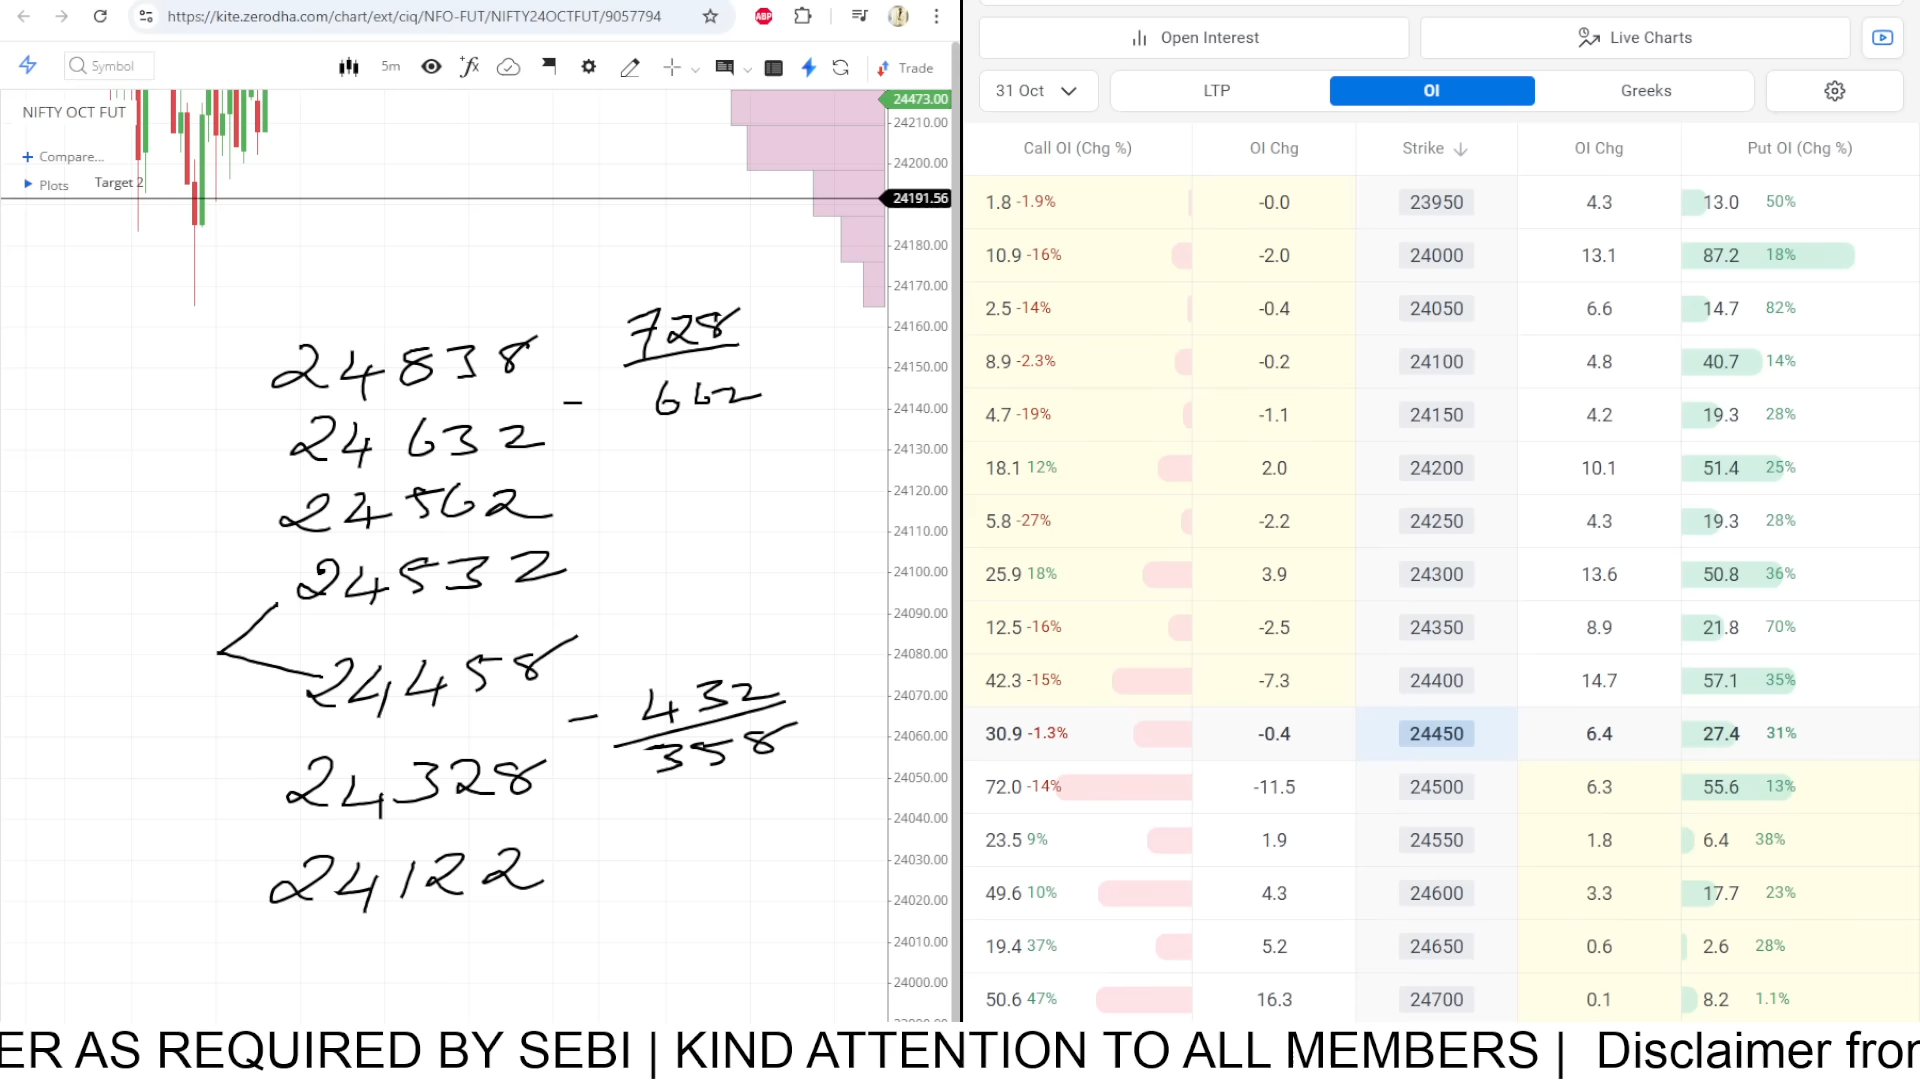 https://kite.zerodha.com/chart/ext/ciq/NFO-FUT/NIFTY24OCTFUT/9057794
ABP
Symbol
5m
Trade
NIFTY OCT FUT
Compare...
Plots
Target 2
24473.00
24210.00
24200.00
24191.56
24180.00
24170.00
24160.00
24150.00
24140.00
24130.00
24120.00
24110.00
24100.00
24090.00
24080.00
24070.00
24060.00
24050.00
24040.00
24030.00
24020.00
24010.00
24000.00
24838 - 728
662
24632
24562
24532
24458 - 432
358
24328
24122
Open Interest Live Charts
31 Oct LTP OI Greeks
Call OI (Chg %) OI Chg Strike OI Chg Put OI (Chg %)
1.8 -1.9% -0.0 23950 4.3 13.0 50%
10.9 -16% -2.0 24000 13.1 87.2 18%
2.5 -14% -0.4 24050 6.6 14.7 82%
8.9 -2.3% -0.2 24100 4.8 40.7 14%
4.7 -19% -1.1 24150 4.2 19.3 28%
18.1 12% 2.0 24200 10.1 51.4 25%
5.8 -27% -2.2 24250 4.3 19.3 28%
25.9 18% 3.9 24300 13.6 50.8 36%
12.5 -16% -2.5 24350 8.9 21.8 70%
42.3 -15% -7.3 24400 14.7 57.1 35%
30.9 -1.3% -0.4 24450 6.4 27.4 31%
72.0 -14% -11.5 24500 6.3 55.6 13%
23.5 9% 1.9 24550 1.8 6.4 38%
49.6 10% 4.3 24600 3.3 17.7 23%
19.4 37% 5.2 24650 0.6 2.6 28%
50.6 47% 16.3 24700 0.1 8.2 1.1%
ER AS REQUIRED BY SEBI | KIND ATTENTION TO ALL MEMBERS | Disclaimer fro